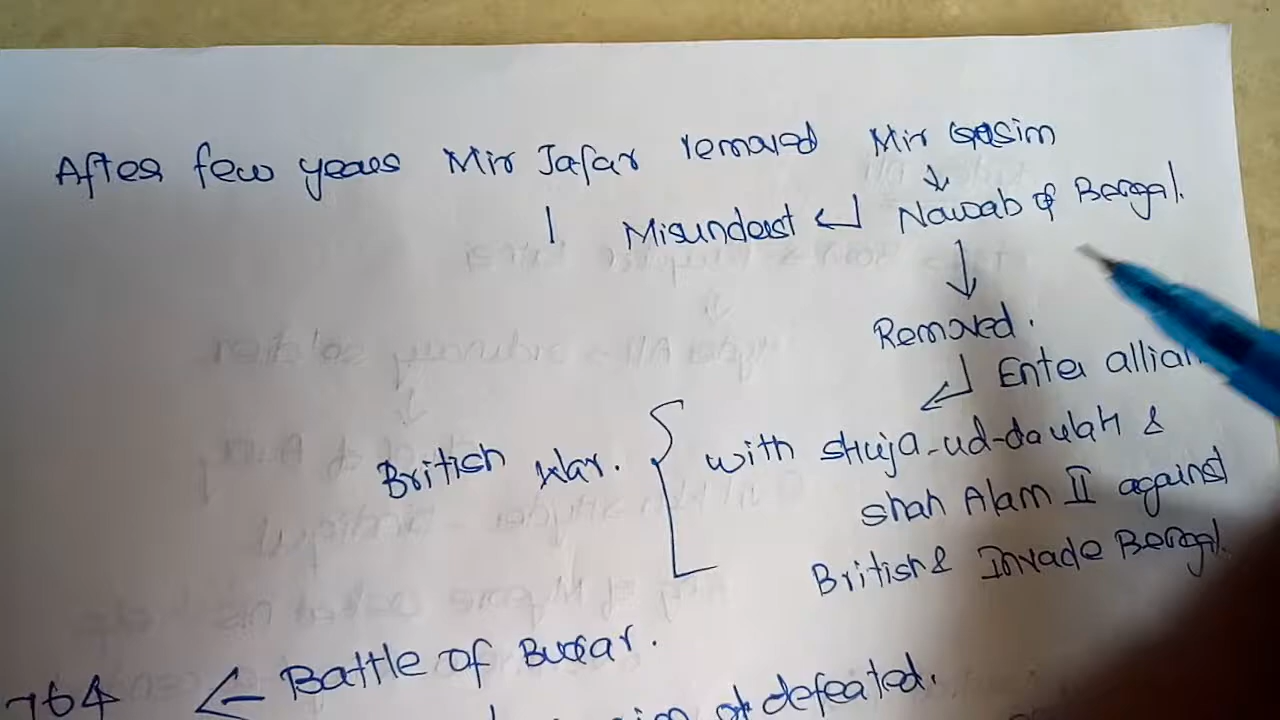 After few years Mir Jafar removed Mir Qasim
↓
| Misunderst ↲ Nawab of Bengal.
↓
Removed.
↲ Enter allian
British War. { with shuja-ud-daulah &
shah Alam II against
British & Invade Bengal.
764 ← Battle of Buxar.
defeated.